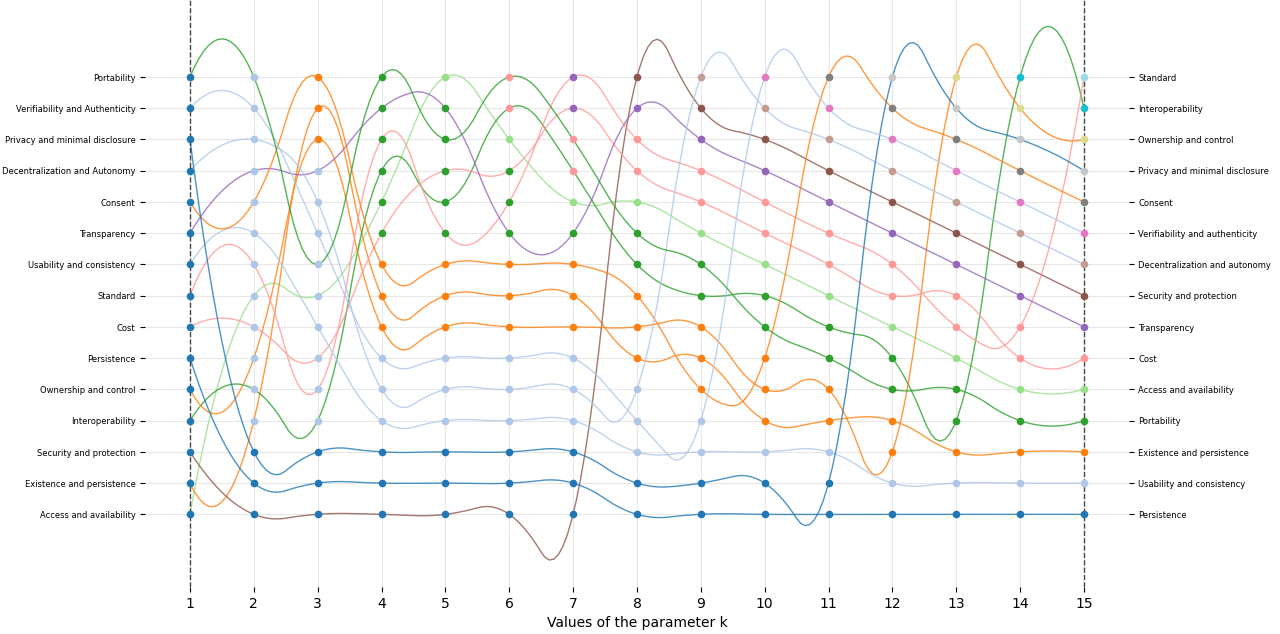 Portability
Verifiability and Authenticity
Privacy and minimal disclosure
Decentralization and Autonomy
Consent
Transparency
Usability and consistency
Standard
Cost
Persistence
Ownership and control
Interoperability
Security and protection
Existence and persistence
Access and availability
Standard
Interoperability
Ownership and control
Privacy and minimal disclosure
Consent
Verifiability and authenticity
Decentralization and autonomy
Security and protection
Transparency
Cost
Access and availability
Portability
Existence and persistence
Usability and consistency
Persistence
1 2 3 4 5 6 7 8 9 10 11 12 13 14 15
Values of the parameter k